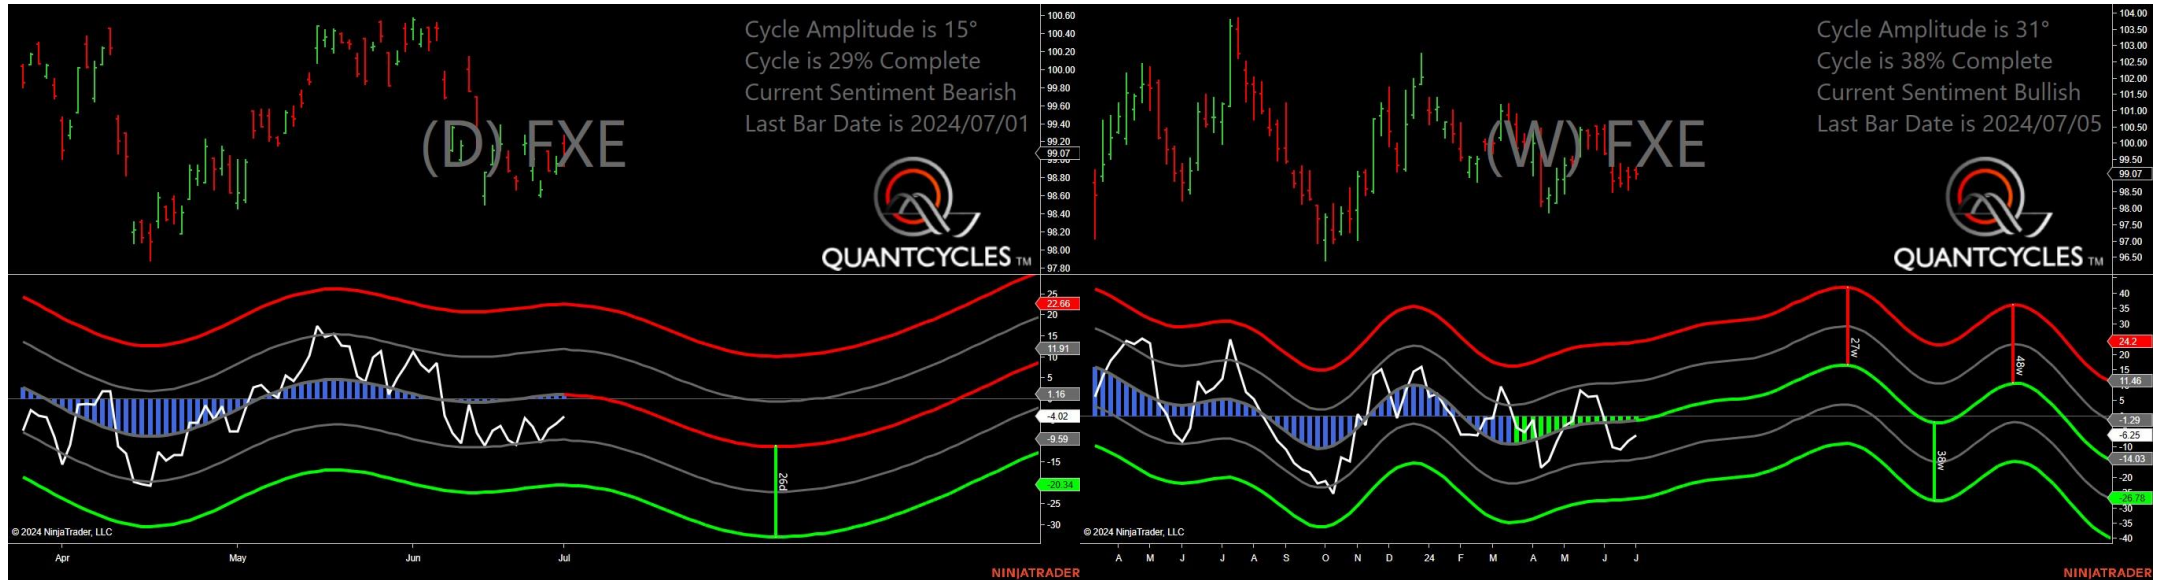 Cycle Amplitude is 15°
Cycle is 29% Complete
Current Sentiment Bearish
Last Bar Date is 2024/07/01
(D) FXE
QUANTCYCLES TM
100.60
100.40
100.20
100.00
99.80
99.60
99.40
99.20
99.07
98.80
98.60
98.40
98.20
98.00
97.80
25
22.66
20
15
11.91
10
5
1.16
-4.02
-9.59
-15
-20.34
-25
-30
26d
© 2024 NinjaTrader, LLC
Apr May Jun Jul
NINJATRADER
Cycle Amplitude is 31°
Cycle is 38% Complete
Current Sentiment Bullish
Last Bar Date is 2024/07/05
(W) FXE
QUANTCYCLES TM
104.00
103.50
103.00
102.50
102.00
101.50
101.00
100.50
100.00
99.50
99.07
98.50
98.00
97.50
97.00
96.50
40
35
30
24.2
20
15
11.46
5
-1.29
-6.25
-10
-14.03
-20
-26.78
-30
-35
-40
27w
48w
38w
© 2024 NinjaTrader, LLC
A M J J A S O N D 24 F M A M J J
NINJATRADER